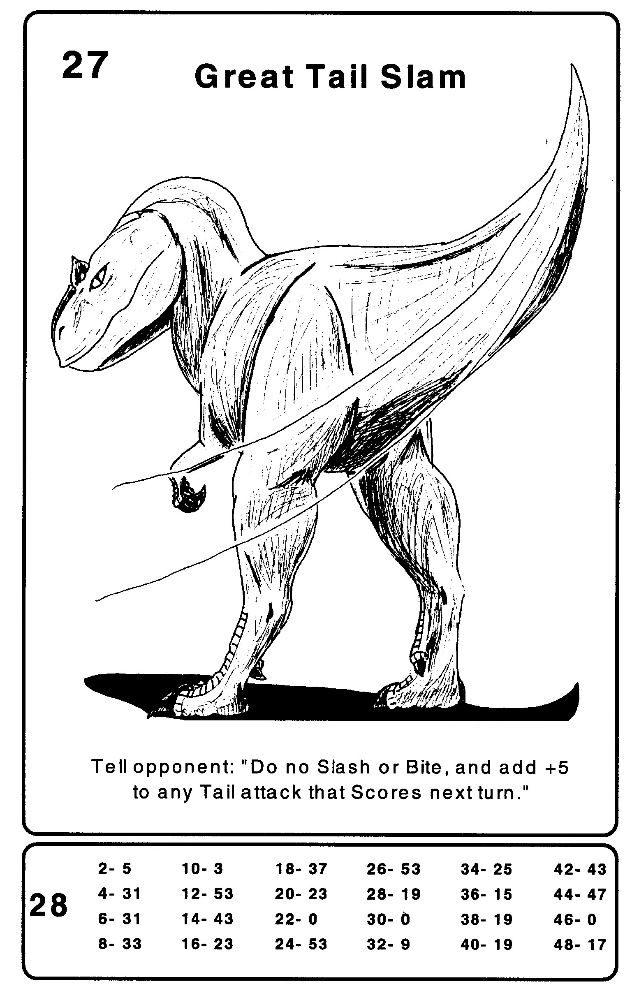 27
Great Tail Slam
Tell opponent: "Do no Slash or Bite, and add +5
to any Tail attack that Scores next turn."
28
2- 5 10- 3 18- 37 26- 53 34- 25 42- 43
4- 31 12- 53 20- 23 28- 19 36- 15 44- 47
6- 31 14- 43 22- 0 30- 0 38- 19 46- 0
8- 33 16- 23 24- 53 32- 9 40- 19 48- 17